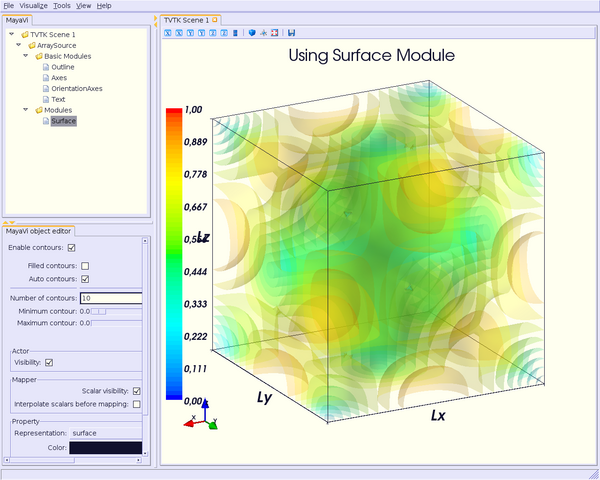 File Visualize Tools View Help
MayaVi
TVTK Scene 1
TVTK Scene 1
ArraySource
Basic Modules
Outline
Axes
OrientationAxes
Text
Modules
Surface
MayaVi object editor
Enable contours:
Filled contours:
Auto contours:
Number of contours: 10
Minimum contour: 0.0
Maximum contour: 0.0
Actor
Visibility:
Mapper
Scalar visibility:
Interpolate scalars before mapping:
Property
Representation: surface
Color:
Using Surface Module
1,00
0,889
0,778
0,667
Lz
0,444
0,333
0,222
0,111
0,00
Ly
Lx
x